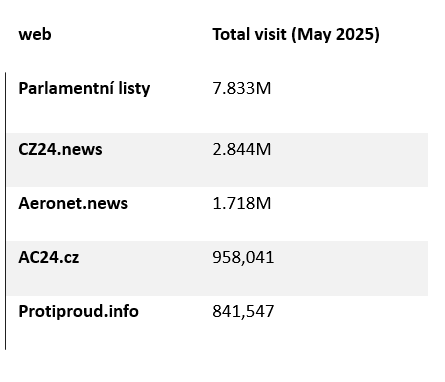 web Total visit (May 2025)
Parlamentní listy 7.833M
CZ24.news 2.844M
Aeronet.news 1.718M
AC24.cz 958,041
Protiproud.info 841,547